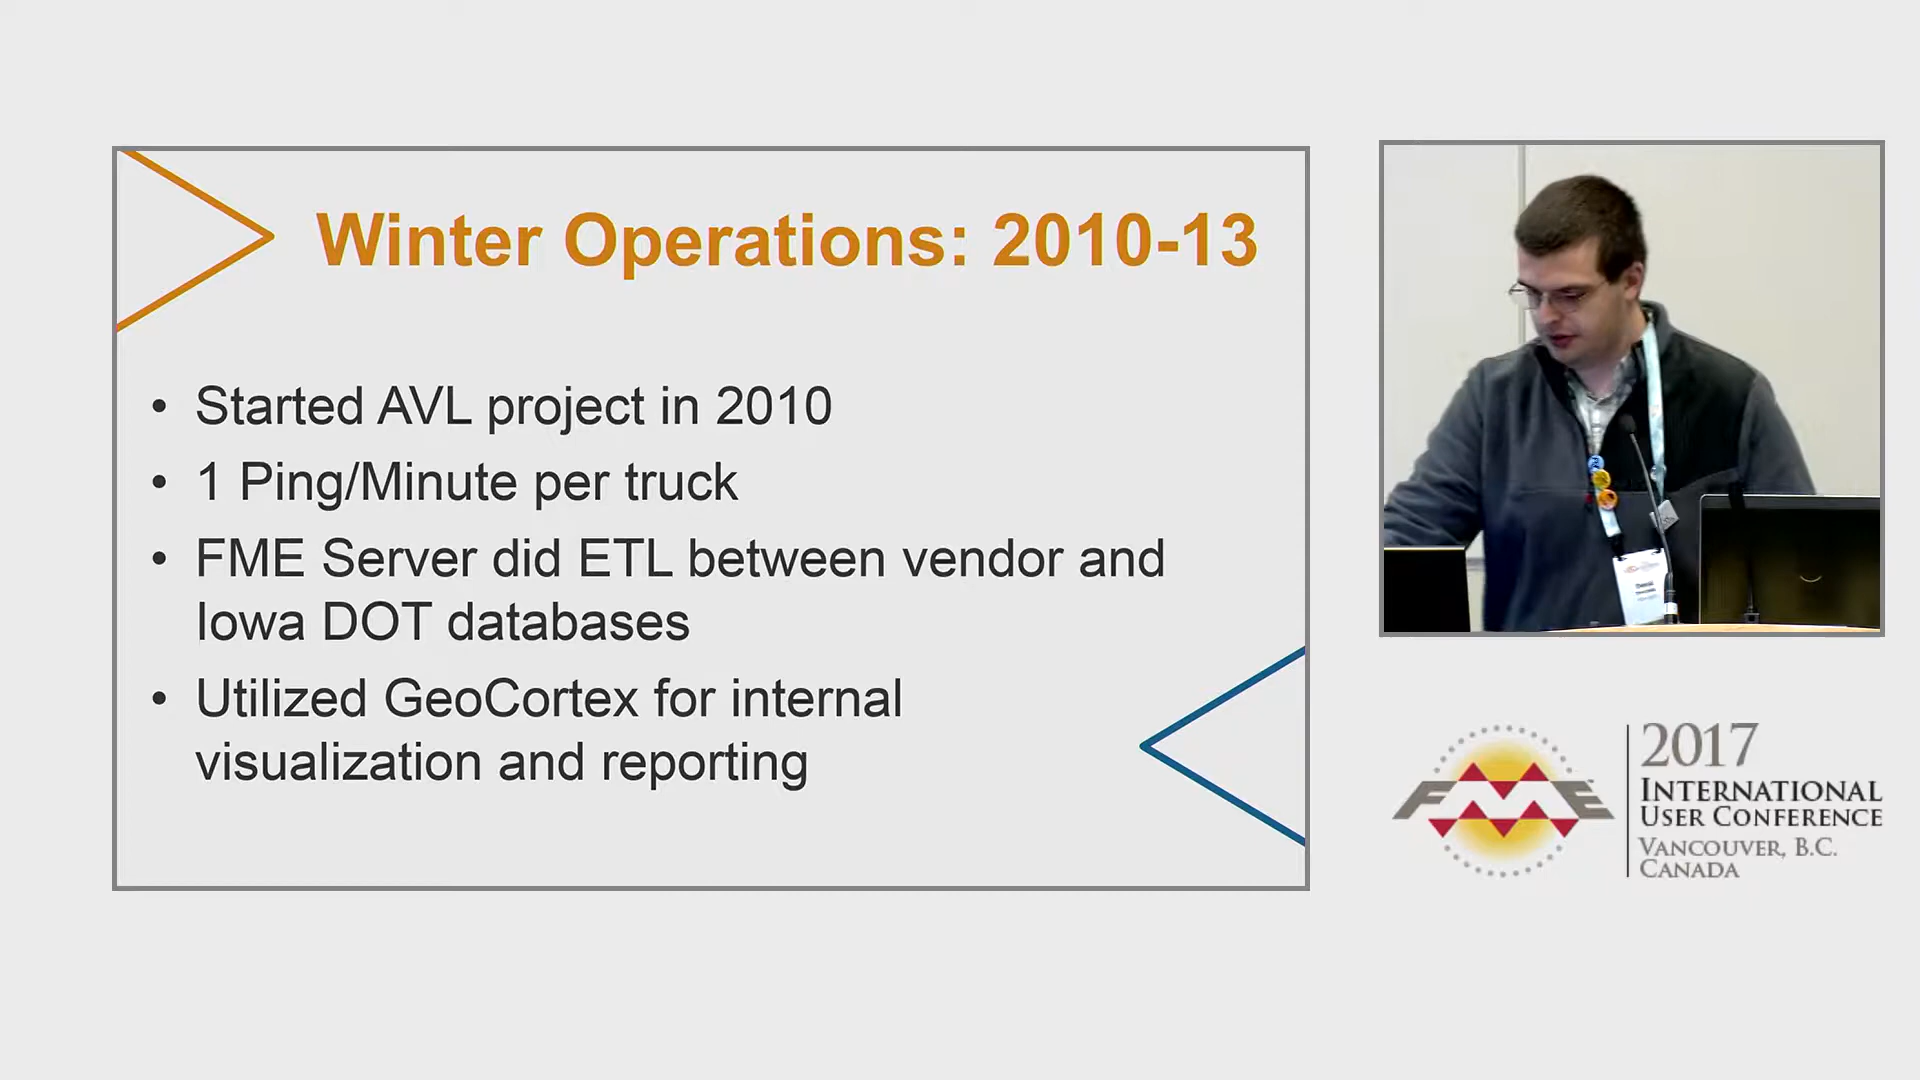 Winter Operations: 2010-13
• Started AVL project in 2010
• 1 Ping/Minute per truck
• FME Server did ETL between vendor and
Iowa DOT databases
• Utilized GeoCortex for internal
visualization and reporting
FME
2017
INTERNATIONAL
USER CONFERENCE
VANCOUVER, B.C.
CANADA